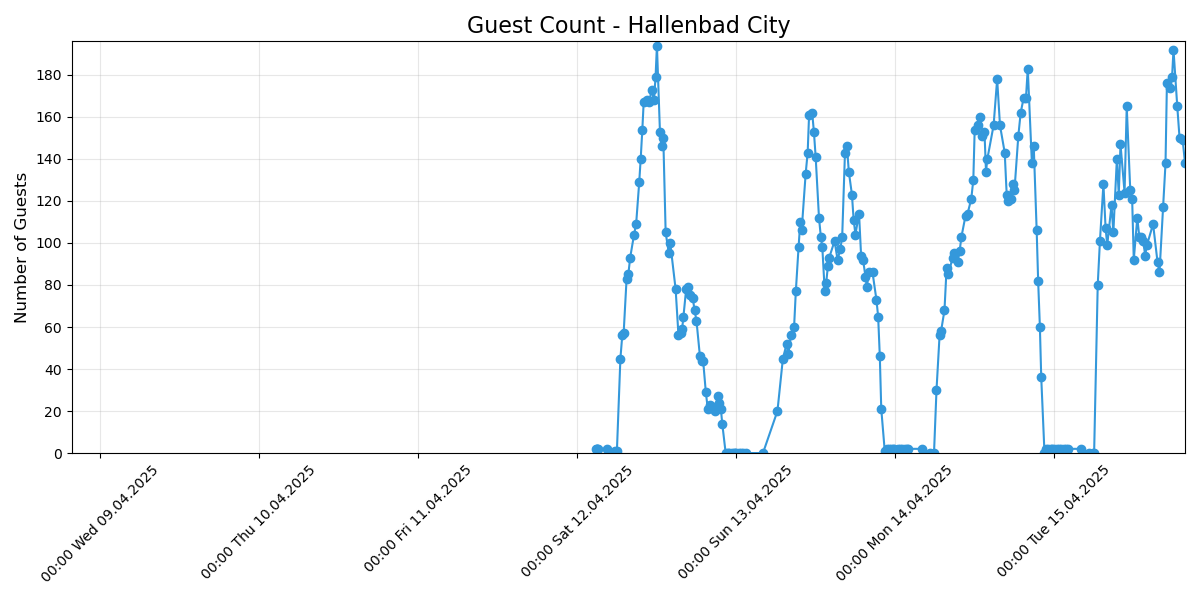 Guest Count - Hallenbad City
Number of Guests
180
160
140
120
100
80
60
40
20
0
00:00 Wed 09.04.2025
00:00 Thu 10.04.2025
00:00 Fri 11.04.2025
00:00 Sat 12.04.2025
00:00 Sun 13.04.2025
00:00 Mon 14.04.2025
00:00 Tue 15.04.2025